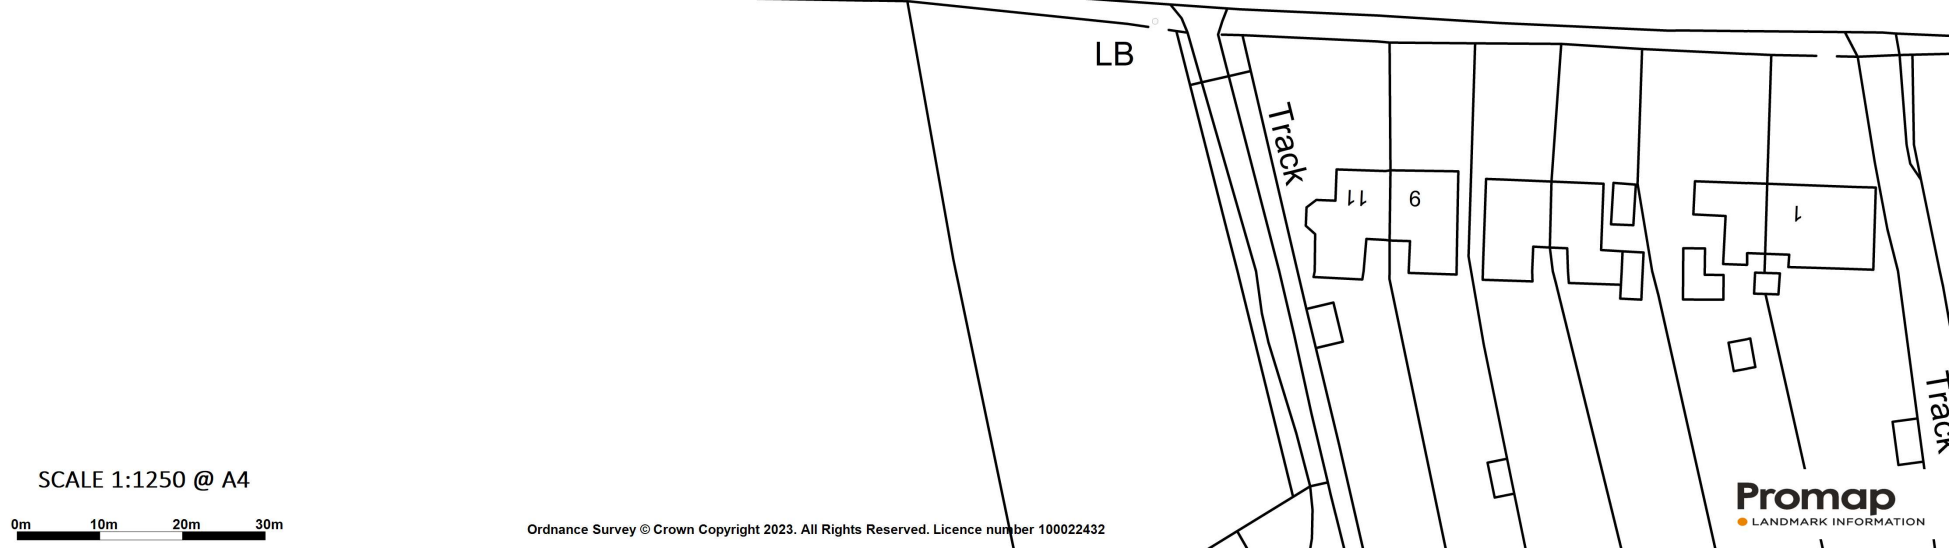 LB
Track
11
9
1
Track
SCALE 1:1250 @ A4
0m 10m 20m 30m
Ordnance Survey © Crown Copyright 2023. All Rights Reserved. Licence number 100022432
Promap
LANDMARK INFORMATION